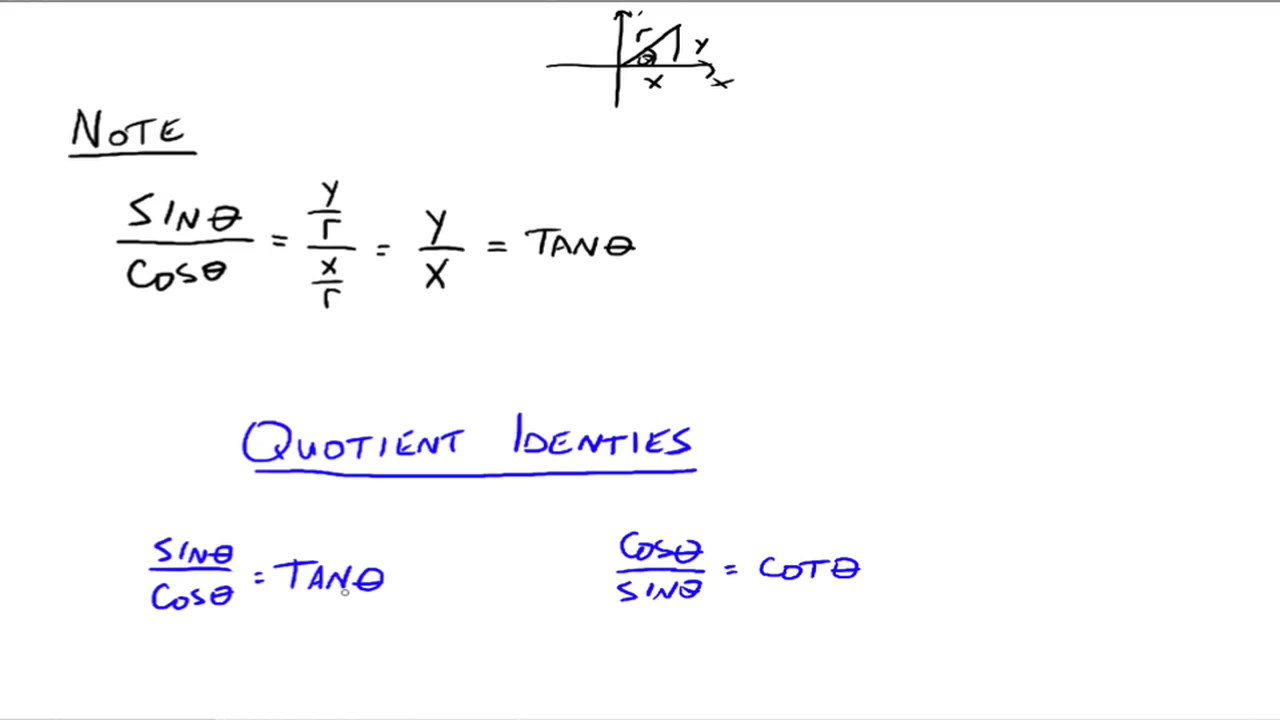 r
θ
y
x
x
NOTE
SINθ/COSθ = (y/r)/(x/r) = y/x = TANθ
QUOTIENT IDENTIES
SINθ/COSθ = TANθ
COSθ/SINθ = COTθ